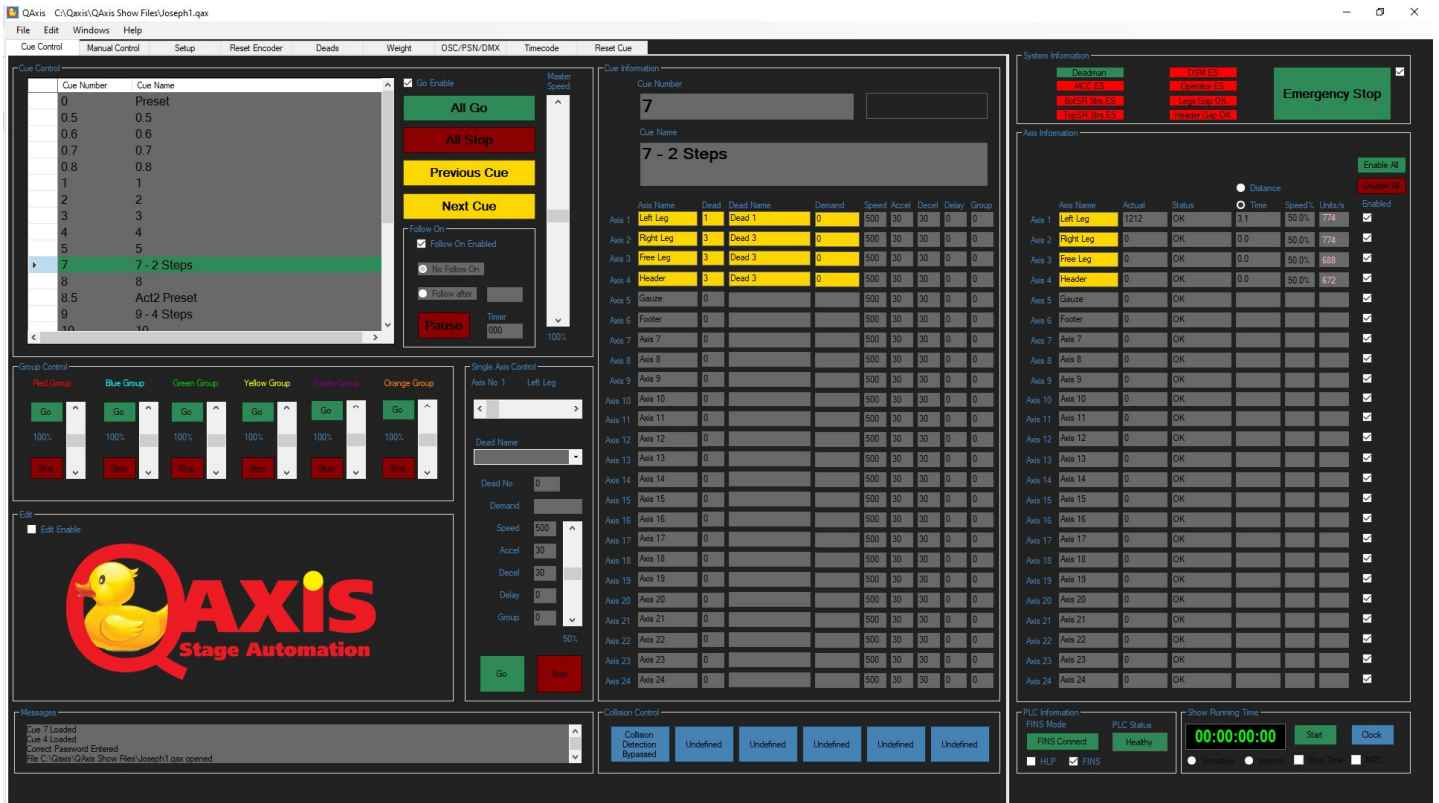 QAxis C:\Qaxis\QAxis Show Files\Joseph1.qax
File Edit Windows Help
Cue Control Manual Control Setup Reset Encoder Deads Weight OSC/PSN/DMX Timecode Reset Cue
Cue Control
Cue Number Cue Name
0 Preset
0.5 0.5
0.6 0.6
0.7 0.7
0.8 0.8
1 1
2 2
3 3
4 4
5 5
7 7 - 2 Steps
8 8
8.5 Act2 Preset
9 9 - 4 Steps
10 10
Go Enable
Master Speed
All Go
All Stop
Previous Cue
Next Cue
Follow On
Follow On Enabled
No Follow On
Follow after
Pause
Timer
000
100%
Group Control
Red Group Blue Group Green Group Yellow Group Purple Group Orange Group
Go Go Go Go Go Go
100% 100% 100% 100% 100% 100%
Stop Stop Stop Stop Stop Stop
Single Axis Control
Axis No 1 Left Leg
Dead Name
Dead No. 0
Demand
Speed 500
Accel 30
Decel 30
Delay 0
Group 0
50%
Go Stop
Edit
Edit Enable
QAXiS
Stage Automation
Messages
Cue 7 Loaded
Cue 4 Loaded
Correct Password Entered
File C:\Qaxis\QAxis Show Files\Joseph1.qax opened
Cue Information
Cue Number
7
Cue Name
7 - 2 Steps
Axis Name Dead Dead Name Demand Speed Accel Decel Delay Group
Axis 1 Left Leg 1 Dead 1 0 500 30 30 0 0
Axis 2 Right Leg 3 Dead 3 0 500 30 30 0 0
Axis 3 Free Leg 3 Dead 3 0 500 30 30 0 0
Axis 4 Header 3 Dead 3 0 500 30 30 0 0
Axis 5 Gauze 0 500 30 30 0 0
Axis 6 Footer 0 500 30 30 0 0
Axis 7 Axis 7 0 500 30 30 0 0
Axis 8 Axis 8 0 500 30 30 0 0
Axis 9 Axis 9 0 500 30 30 0 0
Axis 10 Axis 10 0 500 30 30 0 0
Axis 11 Axis 11 0 500 30 30 0 0
Axis 12 Axis 12 0 500 30 30 0 0
Axis 13 Axis 13 0 500 30 30 0 0
Axis 14 Axis 14 0 500 30 30 0 0
Axis 15 Axis 15 0 500 30 30 0 0
Axis 16 Axis 16 0 500 30 30 0 0
Axis 17 Axis 17 0 500 30 30 0 0
Axis 18 Axis 18 0 500 30 30 0 0
Axis 19 Axis 19 0 500 30 30 0 0
Axis 20 Axis 20 0 500 30 30 0 0
Axis 21 Axis 21 0 500 30 30 0 0
Axis 22 Axis 22 0 500 30 30 0 0
Axis 23 Axis 23 0 500 30 30 0 0
Axis 24 Axis 24 0 500 30 30 0 0
Collision Control
Collision Detection Bypassed
Undefined Undefined Undefined Undefined Undefined
System Information
Deadman DSM ES
MCC ES Operator ES
BotSR Strs ES Legs Gap OK
TopSR Strs ES Header Gap OK
Emergency Stop
Axis Information
Enable All
Disable All
Distance
Axis Name Actual Status Time Speed% Units/s Enabled
Axis 1 Left Leg 1212 OK 3.1 50.0% 774
Axis 2 Right Leg 0 OK 0.0 50.0% 774
Axis 3 Free Leg 0 OK 0.0 50.0% 688
Axis 4 Header 0 OK 0.0 50.0% 672
Axis 5 Gauze 0 OK
Axis 6 Footer 0 OK
Axis 7 Axis 7 0 OK
Axis 8 Axis 8 0 OK
Axis 9 Axis 9 0 OK
Axis 10 Axis 10 0 OK
Axis 11 Axis 11 0 OK
Axis 12 Axis 12 0 OK
Axis 13 Axis 13 0 OK
Axis 14 Axis 14 0 OK
Axis 15 Axis 15 0 OK
Axis 16 Axis 16 0 OK
Axis 17 Axis 17 0 OK
Axis 18 Axis 18 0 OK
Axis 19 Axis 19 0 OK
Axis 20 Axis 20 0 OK
Axis 21 Axis 21 0 OK
Axis 22 Axis 22 0 OK
Axis 23 Axis 23 0 OK
Axis 24 Axis 24 0 OK
PLC Information
FINS Mode PLC Status
FINS Connect Healthy
HLP FINS
Show Running Time
00:00:00:00 Start Clock
Showtime Interval Stop Time MTC